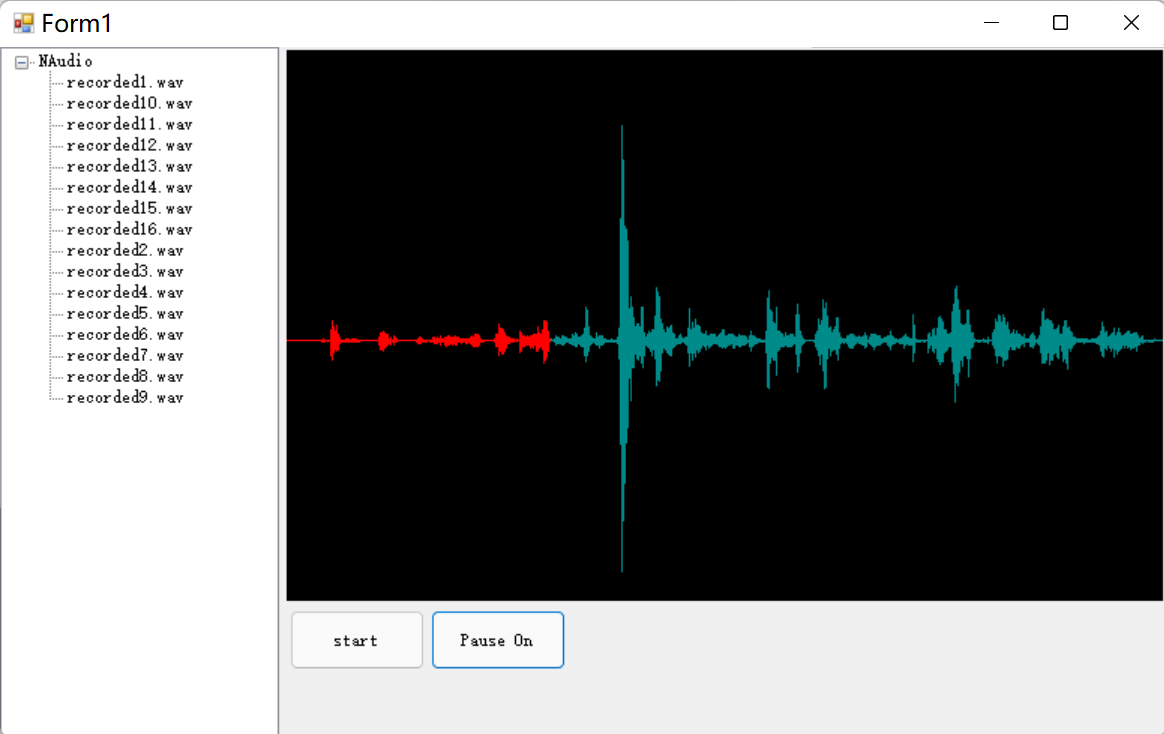 Form1
NAudio
recorded1.wav
recorded10.wav
recorded11.wav
recorded12.wav
recorded13.wav
recorded14.wav
recorded15.wav
recorded16.wav
recorded2.wav
recorded3.wav
recorded4.wav
recorded5.wav
recorded6.wav
recorded7.wav
recorded8.wav
recorded9.wav
start
Pause On